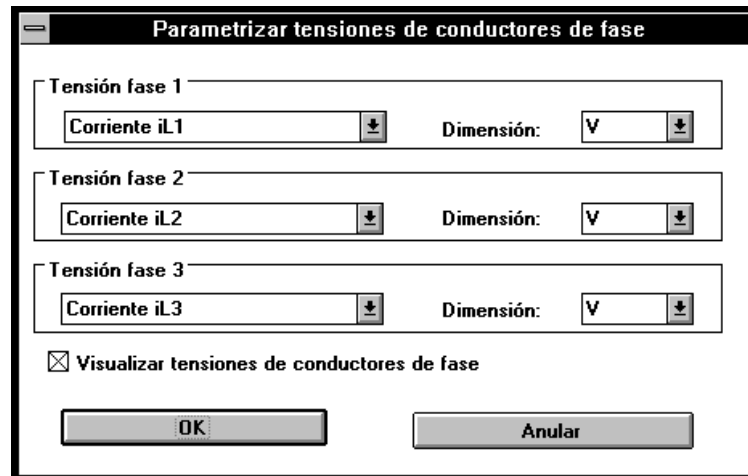 Parametrizar tensiones de conductores de fase
Tensión fase 1
Corriente iL1 Dimensión: V
Tensión fase 2
Corriente iL2 Dimensión: V
Tensión fase 3
Corriente iL3 Dimensión: V
Visualizar tensiones de conductores de fase
OK Anular